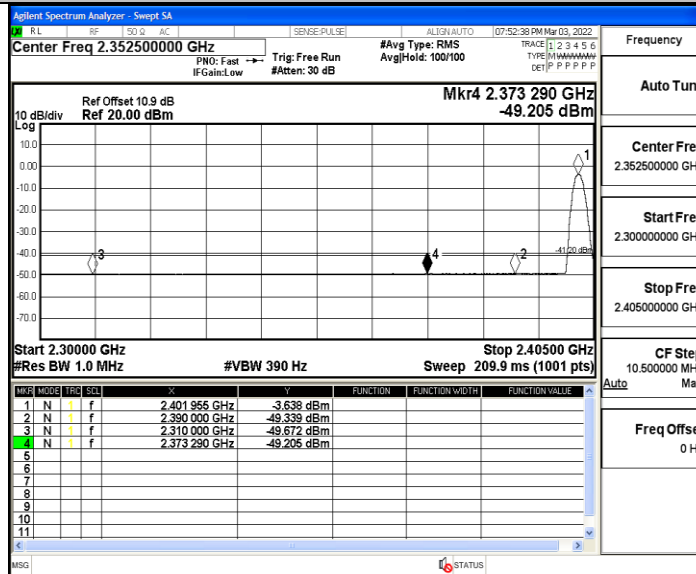 Agilent Spectrum Analyzer - Swept SA
RL RF 50 Ω AC SENSE:PULSE ALIGN AUTO 07:52:38 PM Mar 03, 2022
Center Freq 2.352500000 GHz #Avg Type: RMS TRACE 1 2 3 4 5 6
PNO: Fast Trig: Free Run Avg|Hold: 100/100 TYPE M WWWWW
IFGain:Low #Atten: 30 dB DET P P P P P P
Ref Offset 10.9 dB Mkr4 2.373 290 GHz
10 dB/div Ref 20.00 dBm -49.205 dBm
Log
10.0
0.00
-10.0
-20.0
-30.0
-40.0
-50.0
-60.0
-70.0
1
2
3
4
-41.20 dBm
Start 2.30000 GHz Stop 2.40500 GHz
#Res BW 1.0 MHz #VBW 390 Hz Sweep 209.9 ms (1001 pts)
MKR MODE TRC SCL X Y FUNCTION FUNCTION WIDTH FUNCTION VALUE
1 N 1 f 2.401 955 GHz -3.638 dBm
2 N 1 f 2.390 000 GHz -49.339 dBm
3 N 1 f 2.310 000 GHz -49.672 dBm
4 N 1 f 2.373 290 GHz -49.205 dBm
5
6
7
8
9
10
11
MSG STATUS
Frequency
Auto Tun
Center Fre
2.352500000 GH
Start Fre
2.300000000 GH
Stop Fre
2.405000000 GH
CF Ste
10.500000 MH
Auto Ma
Freq Offse
0 H